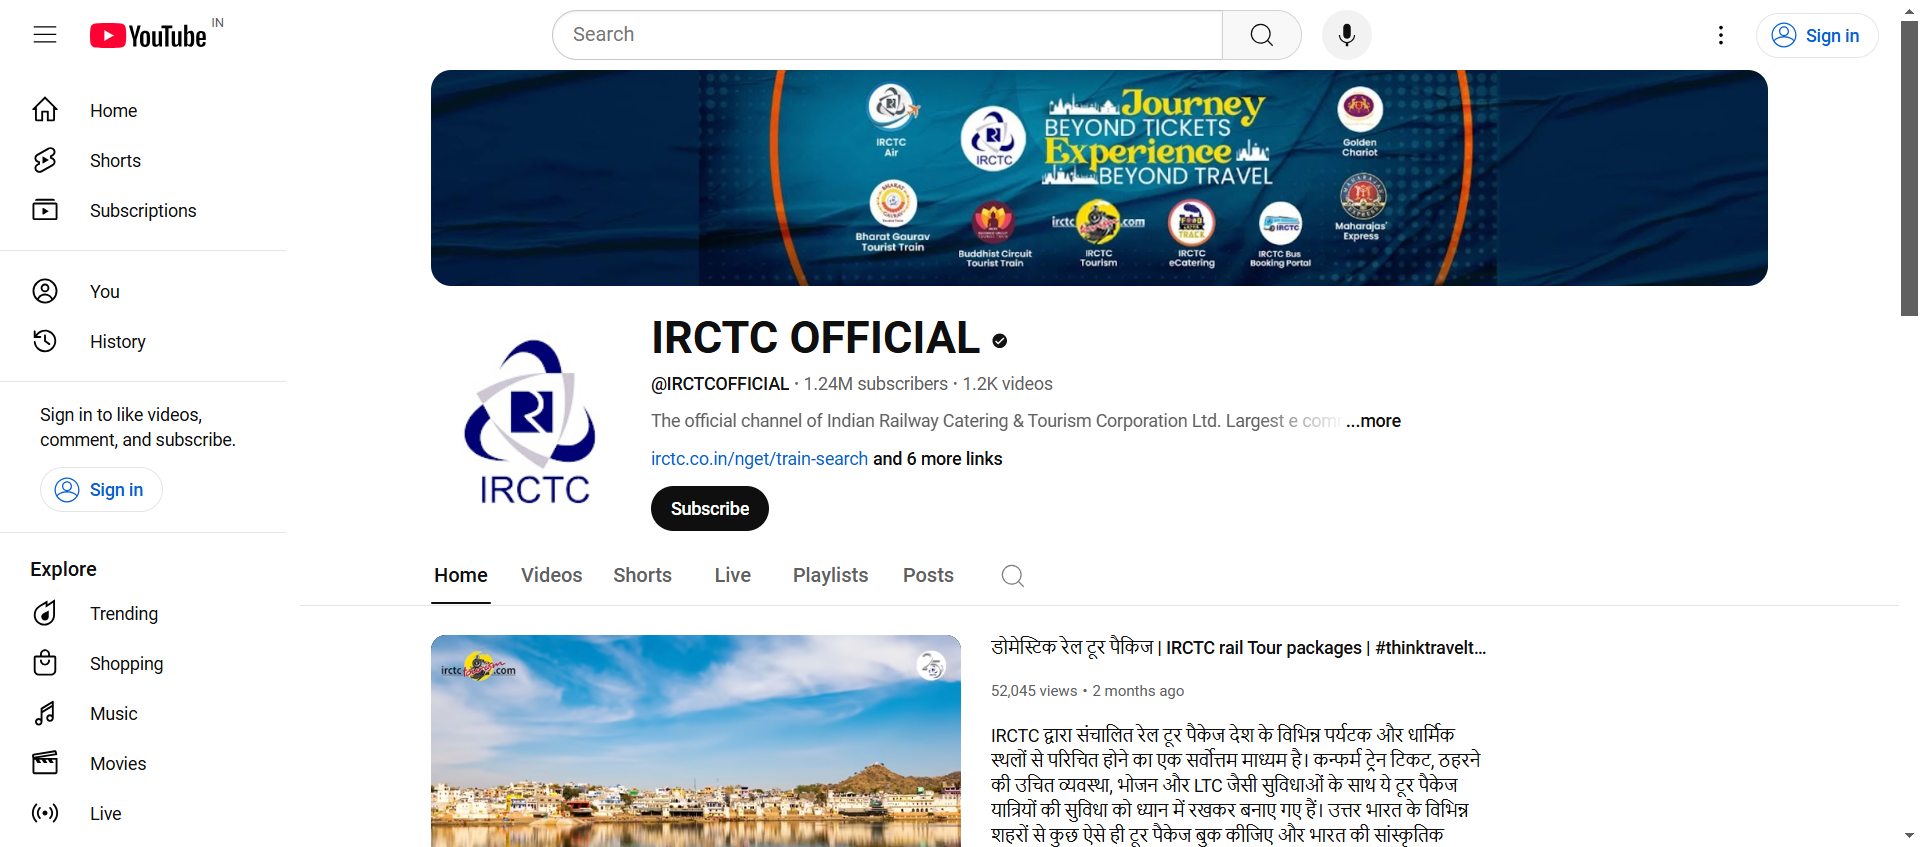 YouTube IN
Search
Sign in
Home
Shorts
Subscriptions
You
History
Sign in to like videos,
comment, and subscribe.
Sign in
Explore
Trending
Shopping
Music
Movies
Live
IRCTC
Air
IRCTC
Journey
BEYOND TICKETS
Experience
BEYOND TRAVEL
Golden
Chariot
Bharat Gaurav
Tourist Train
Buddhist Circuit
Tourist Train
irctc .com
IRCTC
Tourism
FOOD
TRACK
IRCTC
eCatering
IRCTC
IRCTC Bus
Booking Portal
MAHARAJAS
EXPRESS
Maharajas'
Express
IRCTC
IRCTC OFFICIAL
@IRCTCOFFICIAL · 1.24M subscribers · 1.2K videos
The official channel of Indian Railway Catering & Tourism Corporation Ltd. Largest e com ...more
irctc.co.in/nget/train-search and 6 more links
Subscribe
Home Videos Shorts Live Playlists Posts
irctc tourism .com
25
डोमेस्टिक रेल टूर पैकिज | IRCTC rail Tour packages | #thinktravelt...
52,045 views • 2 months ago
IRCTC द्वारा संचालित रेल टूर पैकेज देश के विभिन्न पर्यटक और धार्मिक
स्थलों से परिचित होने का एक सर्वोत्तम माध्यम है। कन्फर्म ट्रेन टिकट, ठहरने
की उचित व्यवस्था, भोजन और LTC जैसी सुविधाओं के साथ ये टूर पैकेज
यात्रियों की सुविधा को ध्यान में रखकर बनाए गए हैं। उत्तर भारत के विभिन्न
शहरों से कुछ ऐसे ही टूर पैकेज बुक कीजिए और भारत की सांस्कृतिक